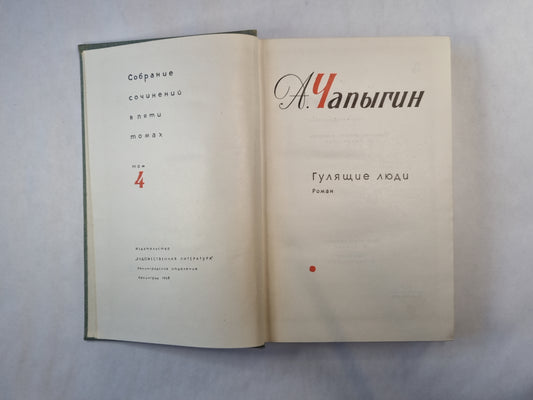 Собрание
сочинений
в пяти
томах
том
4
Издательство
„Художественная литература“
Ленинградское отделение
Ленинград 1968
А. Чапыгин
Гулящие люди
Роман